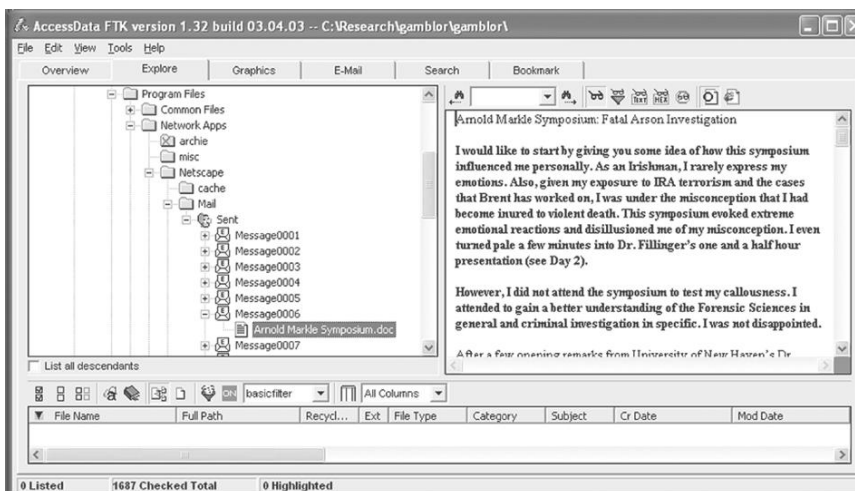 AccessData FTK version 1.32 build 03.04.03 -- C:\Research\gamblor\gamblor\
File Edit View Tools Help
Overview Explore Graphics E-Mail Search Bookmark
Program Files
Common Files
Network Apps
archie
misc
Netscape
cache
Mail
Sent
Message0001
Message0002
Message0003
Message0004
Message0005
Message0006
Arnold Markle Symposium.doc
Message0007
List all descendants
Arnold Markle Symposium: Fatal Arson Investigation
I would like to start by giving you some idea of how this symposium
influenced me personally. As an Irishman, I rarely express my
emotions. Also, given my exposure to IRA terrorism and the cases
that Brent has worked on, I was under the misconception that I had
become inured to violent death. This symposium evoked extreme
emotional reactions and disillusioned me of my misconception. I even
turned pale a few minutes into Dr. Fillinger's one and a half hour
presentation (see Day 2).
However, I did not attend the symposium to test my callousness. I
attended to gain a better understanding of the Forensic Sciences in
general and criminal investigation in specific. I was not disappointed.
After a few opening remarks from University of New Haven's Dr.
ON basicfilter All Columns
File Name Full Path Recycl... Ext File Type Category Subject Cr Date Mod Date
0 Listed 1687 Checked Total 0 Highlighted